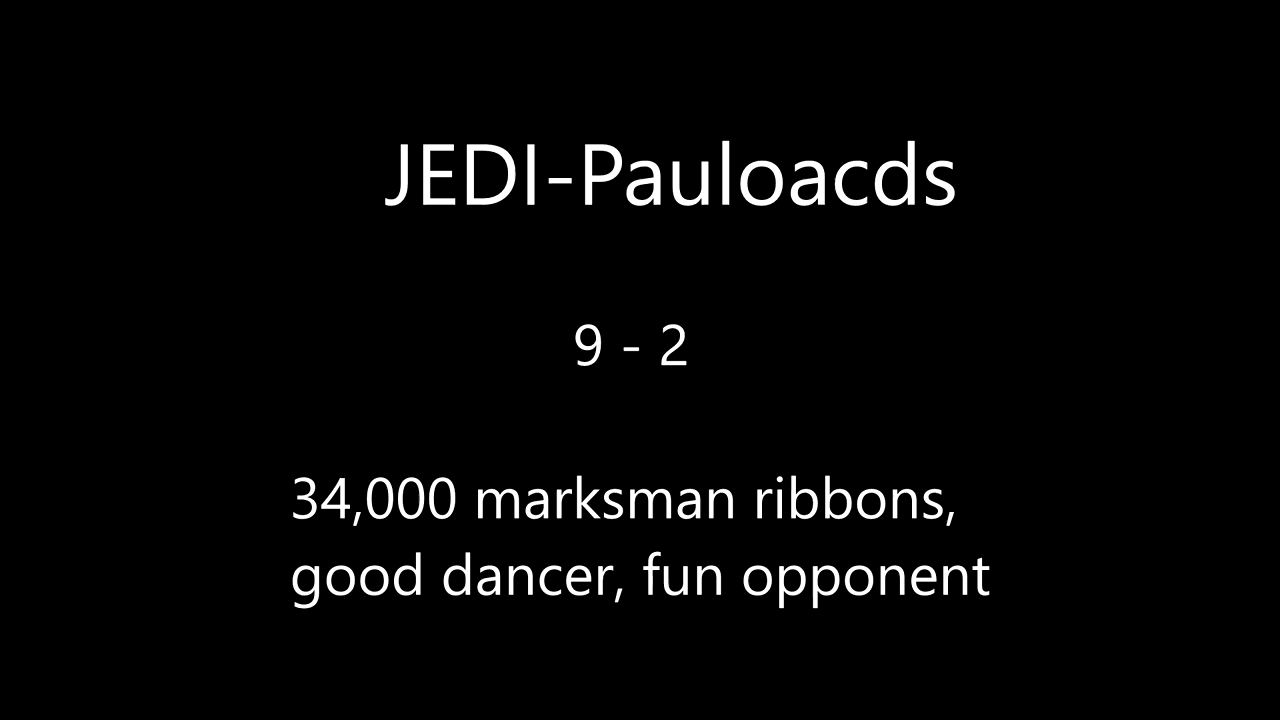 JEDI-Pauloacds
9 - 2
34,000 marksman ribbons,
good dancer, fun opponent